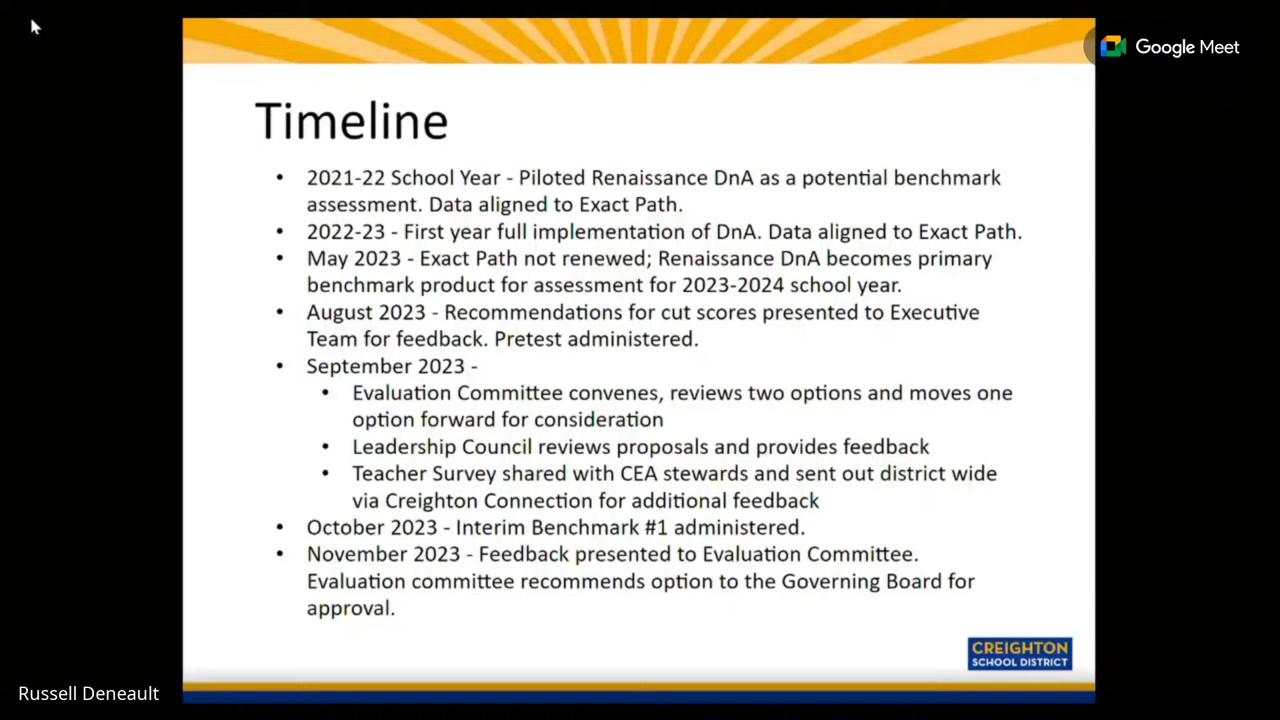 Google Meet
Timeline
• 2021-22 School Year - Piloted Renaissance DnA as a potential benchmark
assessment. Data aligned to Exact Path.
• 2022-23 - First year full implementation of DnA. Data aligned to Exact Path.
• May 2023 - Exact Path not renewed; Renaissance DnA becomes primary
benchmark product for assessment for 2023-2024 school year.
• August 2023 - Recommendations for cut scores presented to Executive
Team for feedback. Pretest administered.
• September 2023 -
• Evaluation Committee convenes, reviews two options and moves one
option forward for consideration
• Leadership Council reviews proposals and provides feedback
• Teacher Survey shared with CEA stewards and sent out district wide
via Creighton Connection for additional feedback
• October 2023 - Interim Benchmark #1 administered.
• November 2023 - Feedback presented to Evaluation Committee.
Evaluation committee recommends option to the Governing Board for
approval.
CREIGHTON
SCHOOL DISTRICT
Russell Deneault